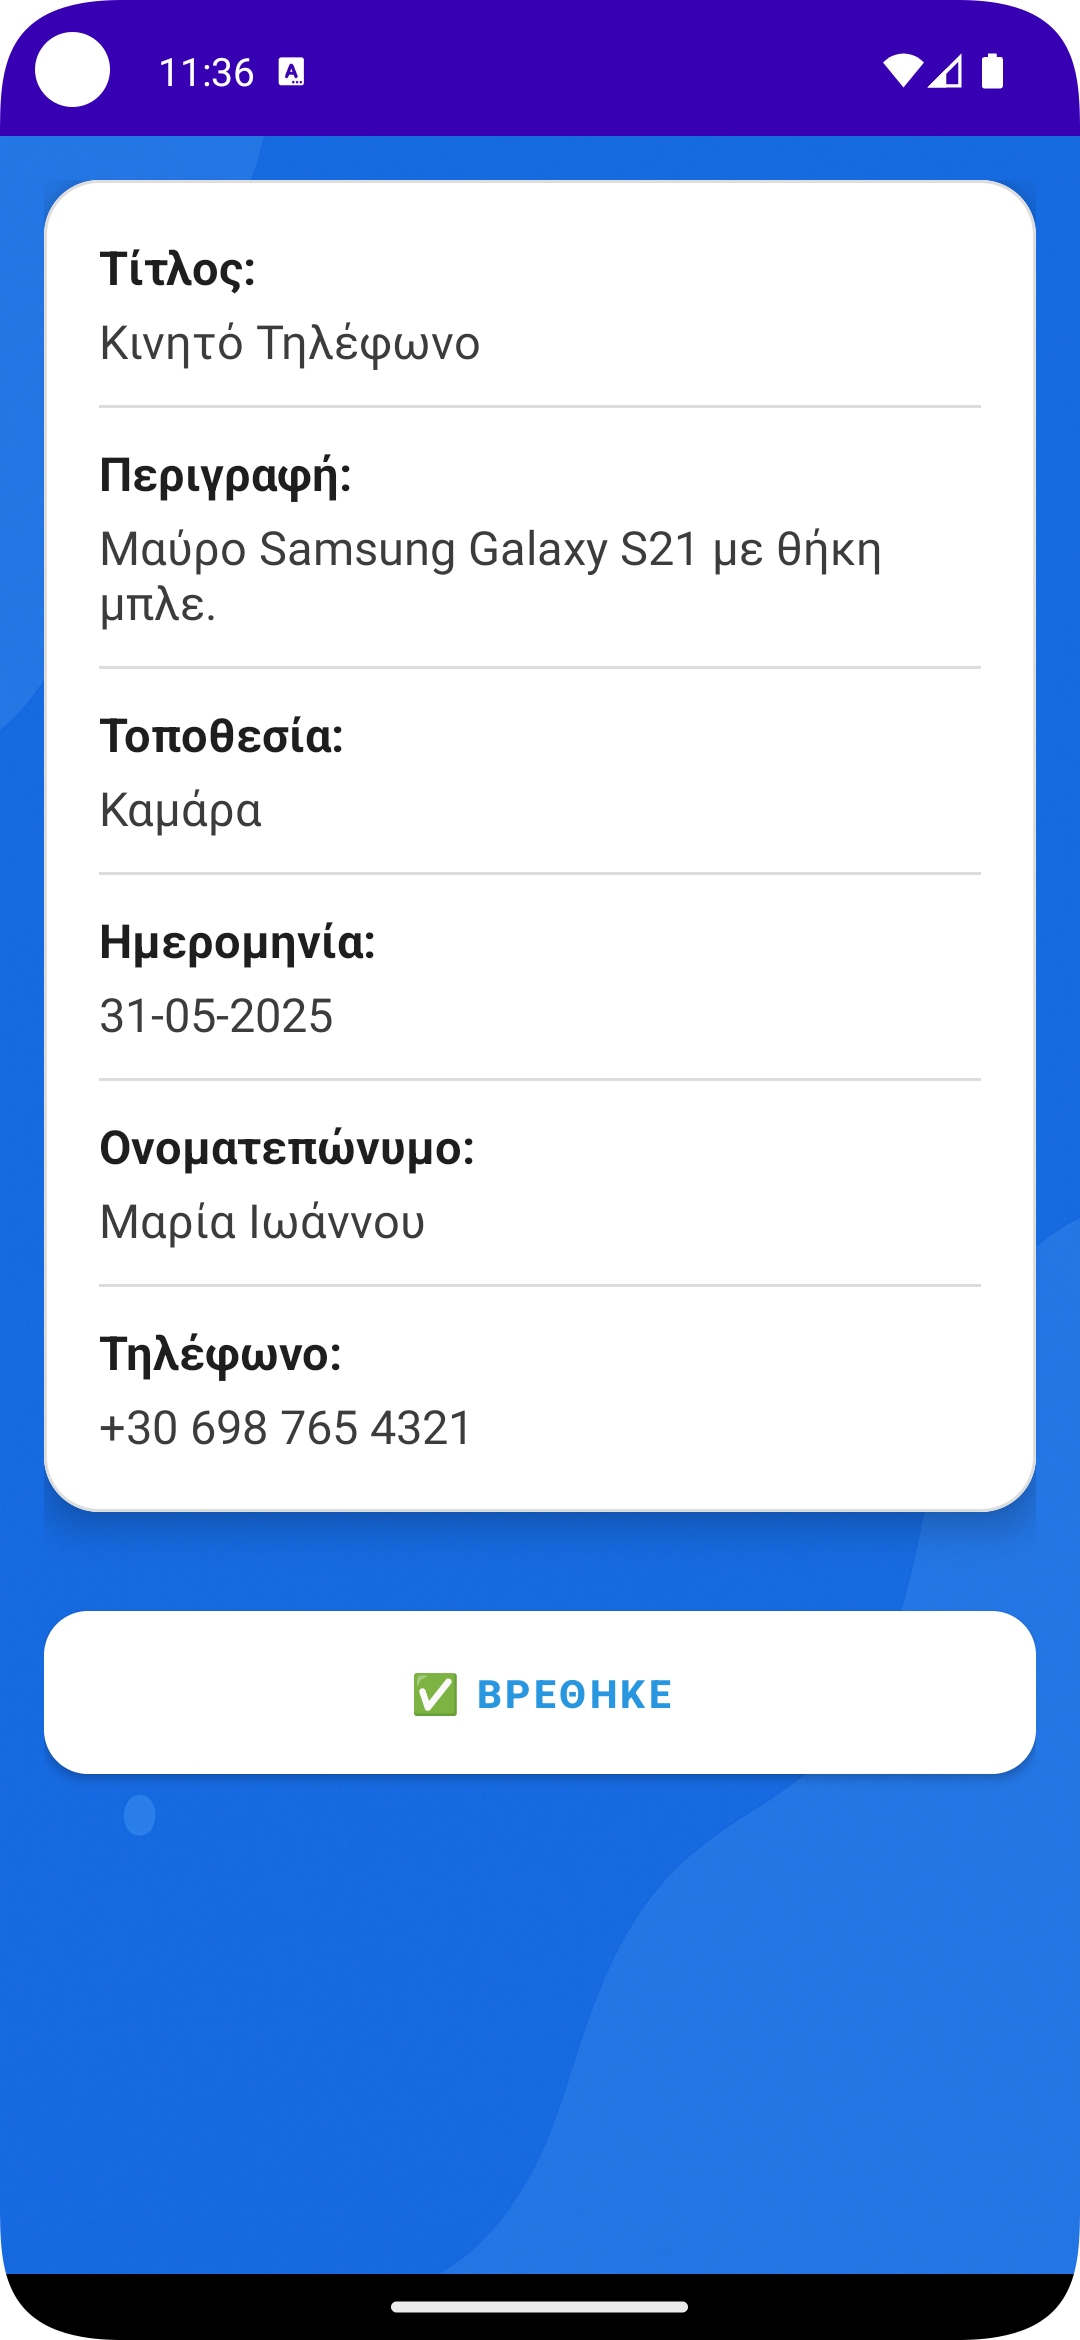 11:36
Τίτλος:
Κινητό Τηλέφωνο
Περιγραφή:
Μαύρο Samsung Galaxy S21 με θήκη
μπλε.
Τοποθεσία:
Καμάρα
Ημερομηνία:
31-05-2025
Ονοματεπώνυμο:
Μαρία Ιωάννου
Τηλέφωνο:
+30 698 765 4321
✅ ΒΡΕΘΗΚΕ